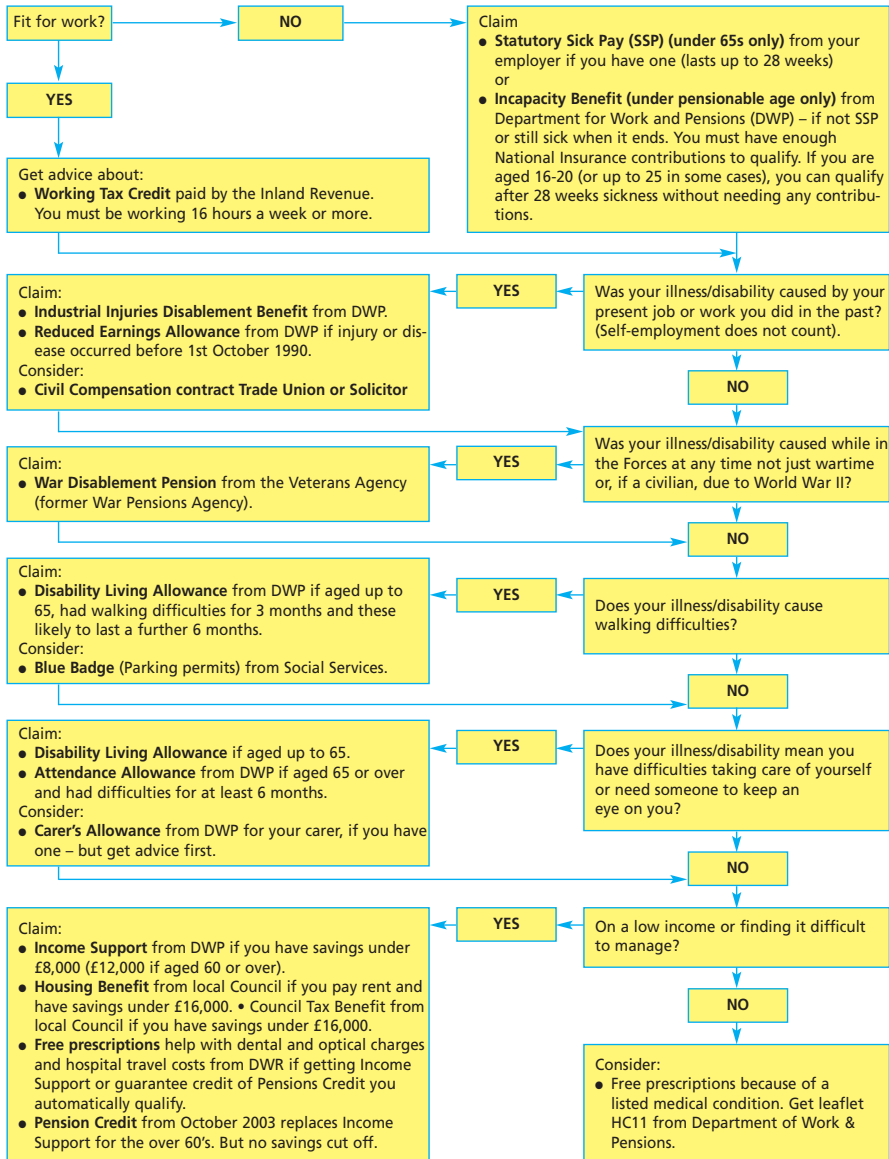 Fit for work?
NO
YES
Claim
● Statutory Sick Pay (SSP) (under 65s only) from your
employer if you have one (lasts up to 28 weeks)
or
● Incapacity Benefit (under pensionable age only) from
Department for Work and Pensions (DWP) – if not SSP
or still sick when it ends. You must have enough
National Insurance contributions to qualify. If you are
aged 16-20 (or up to 25 in some cases), you can qualify
after 28 weeks sickness without needing any contribu-
tions.
Get advice about:
● Working Tax Credit paid by the Inland Revenue.
You must be working 16 hours a week or more.
Was your illness/disability caused by your
present job or work you did in the past?
(Self-employment does not count).
YES
Claim:
● Industrial Injuries Disablement Benefit from DWP.
● Reduced Earnings Allowance from DWP if injury or dis-
ease occurred before 1st October 1990.
Consider:
● Civil Compensation contract Trade Union or Solicitor
NO
Was your illness/disability caused while in
the Forces at any time not just wartime
or, if a civilian, due to World War II?
YES
Claim:
● War Disablement Pension from the Veterans Agency
(former War Pensions Agency).
NO
Does your illness/disability cause
walking difficulties?
YES
Claim:
● Disability Living Allowance from DWP if aged up to
65, had walking difficulties for 3 months and these
likely to last a further 6 months.
Consider:
● Blue Badge (Parking permits) from Social Services.
NO
Does your illness/disability mean you
have difficulties taking care of yourself
or need someone to keep an
eye on you?
YES
Claim:
● Disability Living Allowance if aged up to 65.
● Attendance Allowance from DWP if aged 65 or over
and had difficulties for at least 6 months.
Consider:
● Carer's Allowance from DWP for your carer, if you have
one – but get advice first.
NO
On a low income or finding it difficult
to manage?
YES
Claim:
● Income Support from DWP if you have savings under
£8,000 (£12,000 if aged 60 or over).
● Housing Benefit from local Council if you pay rent and
have savings under £16,000. • Council Tax Benefit from
local Council if you have savings under £16,000.
● Free prescriptions help with dental and optical charges
and hospital travel costs from DWR if getting Income
Support or guarantee credit of Pensions Credit you
automatically qualify.
● Pension Credit from October 2003 replaces Income
Support for the over 60's. But no savings cut off.
NO
Consider:
● Free prescriptions because of a
listed medical condition. Get leaflet
HC11 from Department of Work &
Pensions.